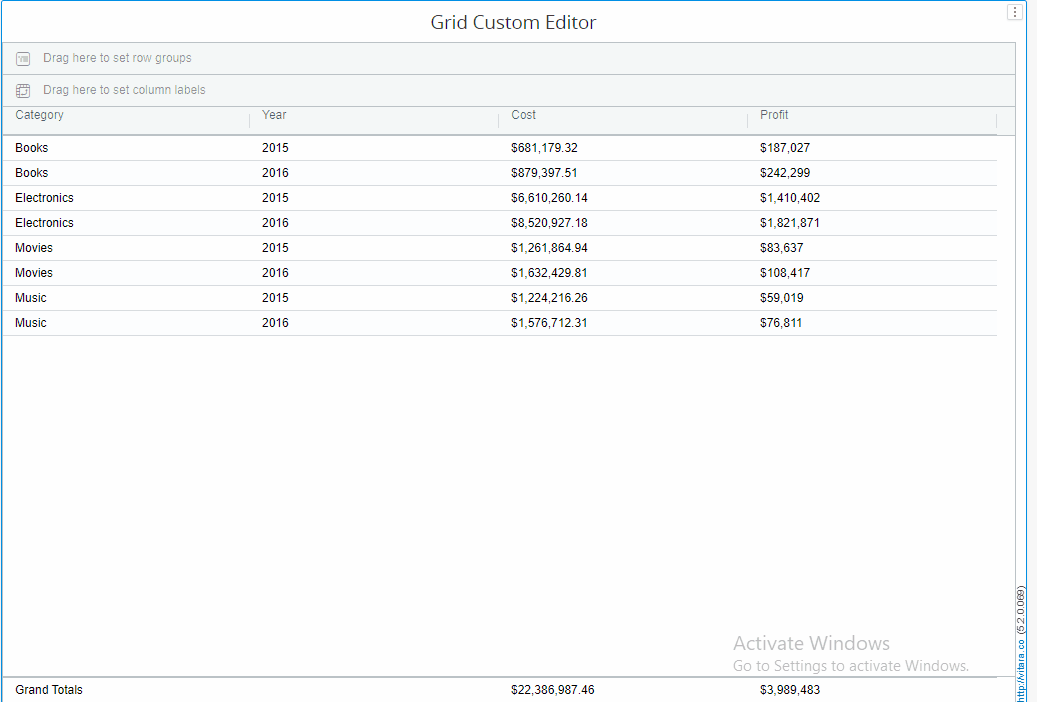 Grid Custom Editor
Drag here to set row groups
Drag here to set column labels
Category Year Cost Profit
Books 2015 $681,179.32 $187,027
Books 2016 $879,397.51 $242,299
Electronics 2015 $6,610,260.14 $1,410,402
Electronics 2016 $8,520,927.18 $1,821,871
Movies 2015 $1,261,864.94 $83,637
Movies 2016 $1,632,429.81 $108,417
Music 2015 $1,224,216.26 $59,019
Music 2016 $1,576,712.31 $76,811
Activate Windows
Go to Settings to activate Windows.
Grand Totals $22,386,987.46 $3,989,483
http://vitara.co (5.2.0.069)